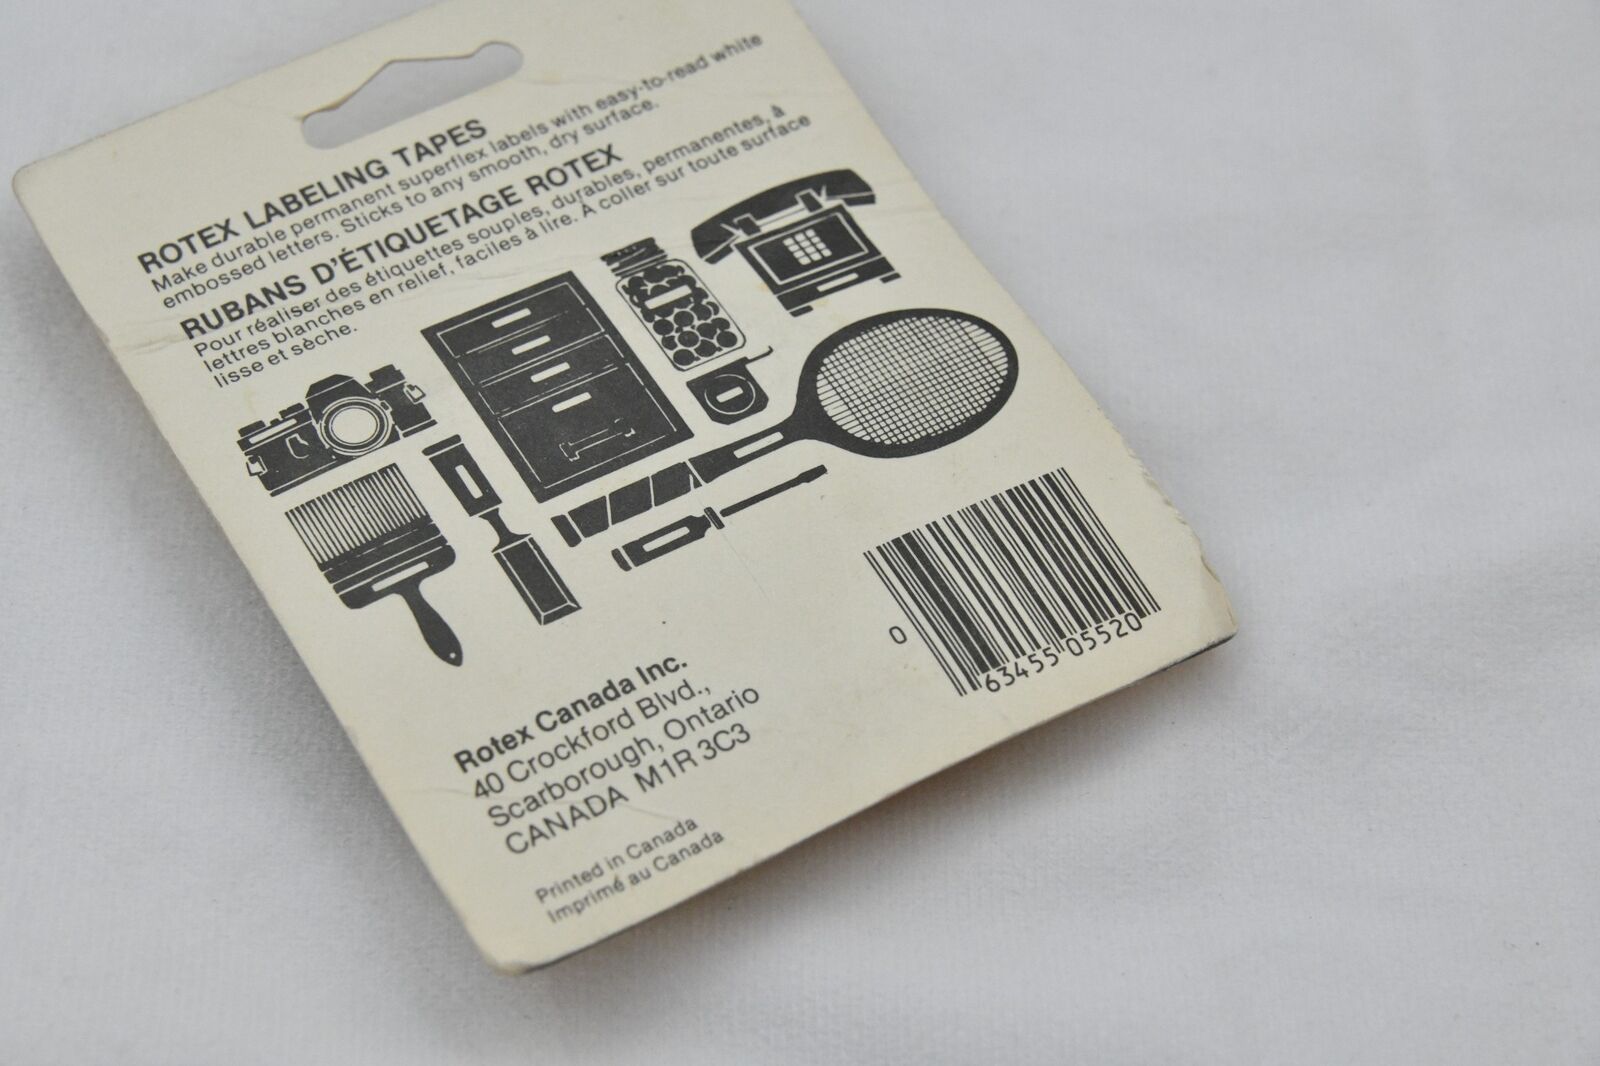 ROTEX LABELING TAPES
Make durable permanent superflex labels with easy-to-read white
embossed letters. Sticks to any smooth, dry surface.
RUBANS D'ÉTIQUETAGE ROTEX
Pour réaliser des étiquettes souples, durables, permanentes, à
lettres blanches en relief, faciles à lire. À coller sur toute surface
lisse et sèche.
Rotex Canada Inc.
40 Crockford Blvd.,
Scarborough, Ontario
CANADA M1R 3C3
Printed in Canada
Imprimé au Canada
0 63455 05520